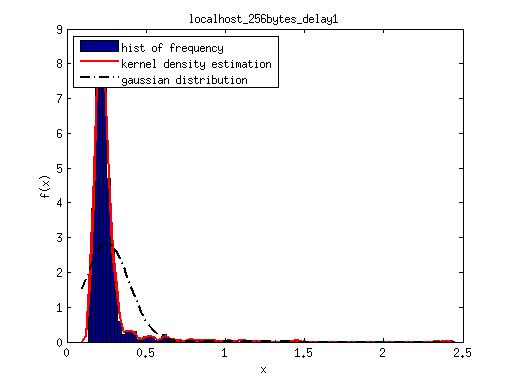 localhost_256bytes_delay1
hist of frequency
kernel density estimation
gaussian distribution
9
8
7
6
5
4
3
2
1
0
f(x)
0
0.5
1
1.5
2
2.5
x